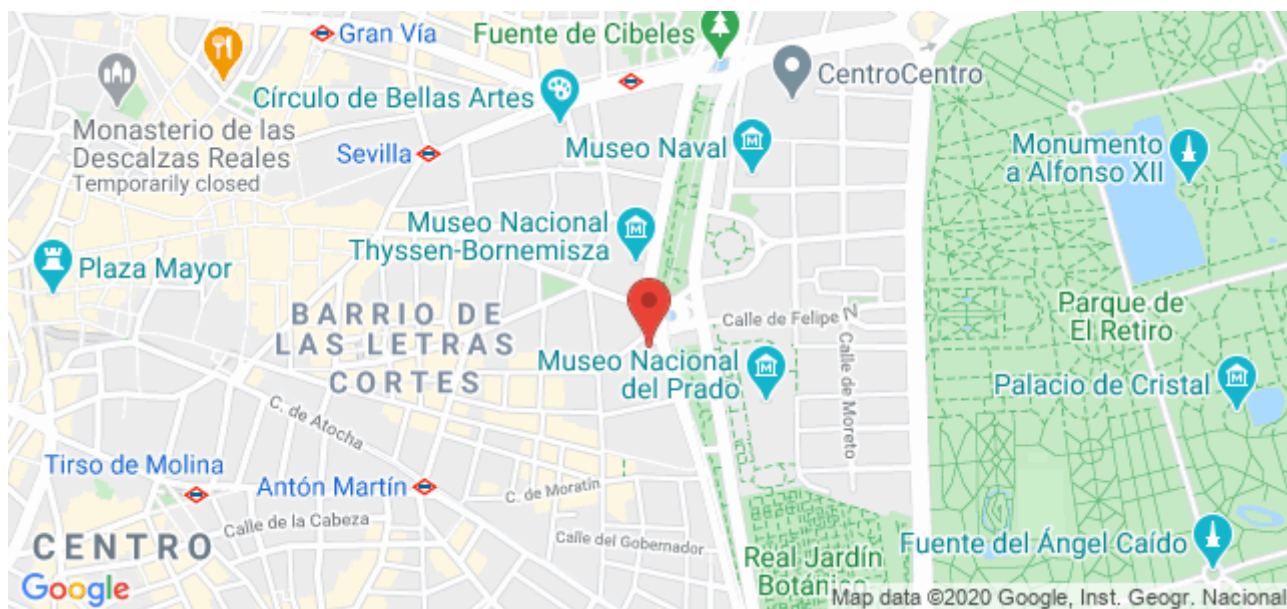 Gran Vía
Fuente de Cibeles
CentroCentro
Círculo de Bellas Artes
Monasterio de las
Descalzas Reales
Temporarily closed
Sevilla
Museo Naval
Monumento
a Alfonso XII
Museo Nacional
Thyssen-Bornemisza
Plaza Mayor
BARRIO DE
LAS LETRAS
CORTES
Calle de Felipe
Calle de Moreto
Parque de
El Retiro
Museo Nacional
del Prado
Palacio de Cristal
C. de Atocha
Tirso de Molina
Antón Martín
C. de Moratín
Calle de la Cabeza
Calle del Gobernador
CENTRO
Real Jardín
Botánico
Fuente del Ángel Caído
Google
Map data ©2020 Google, Inst. Geogr. Nacional